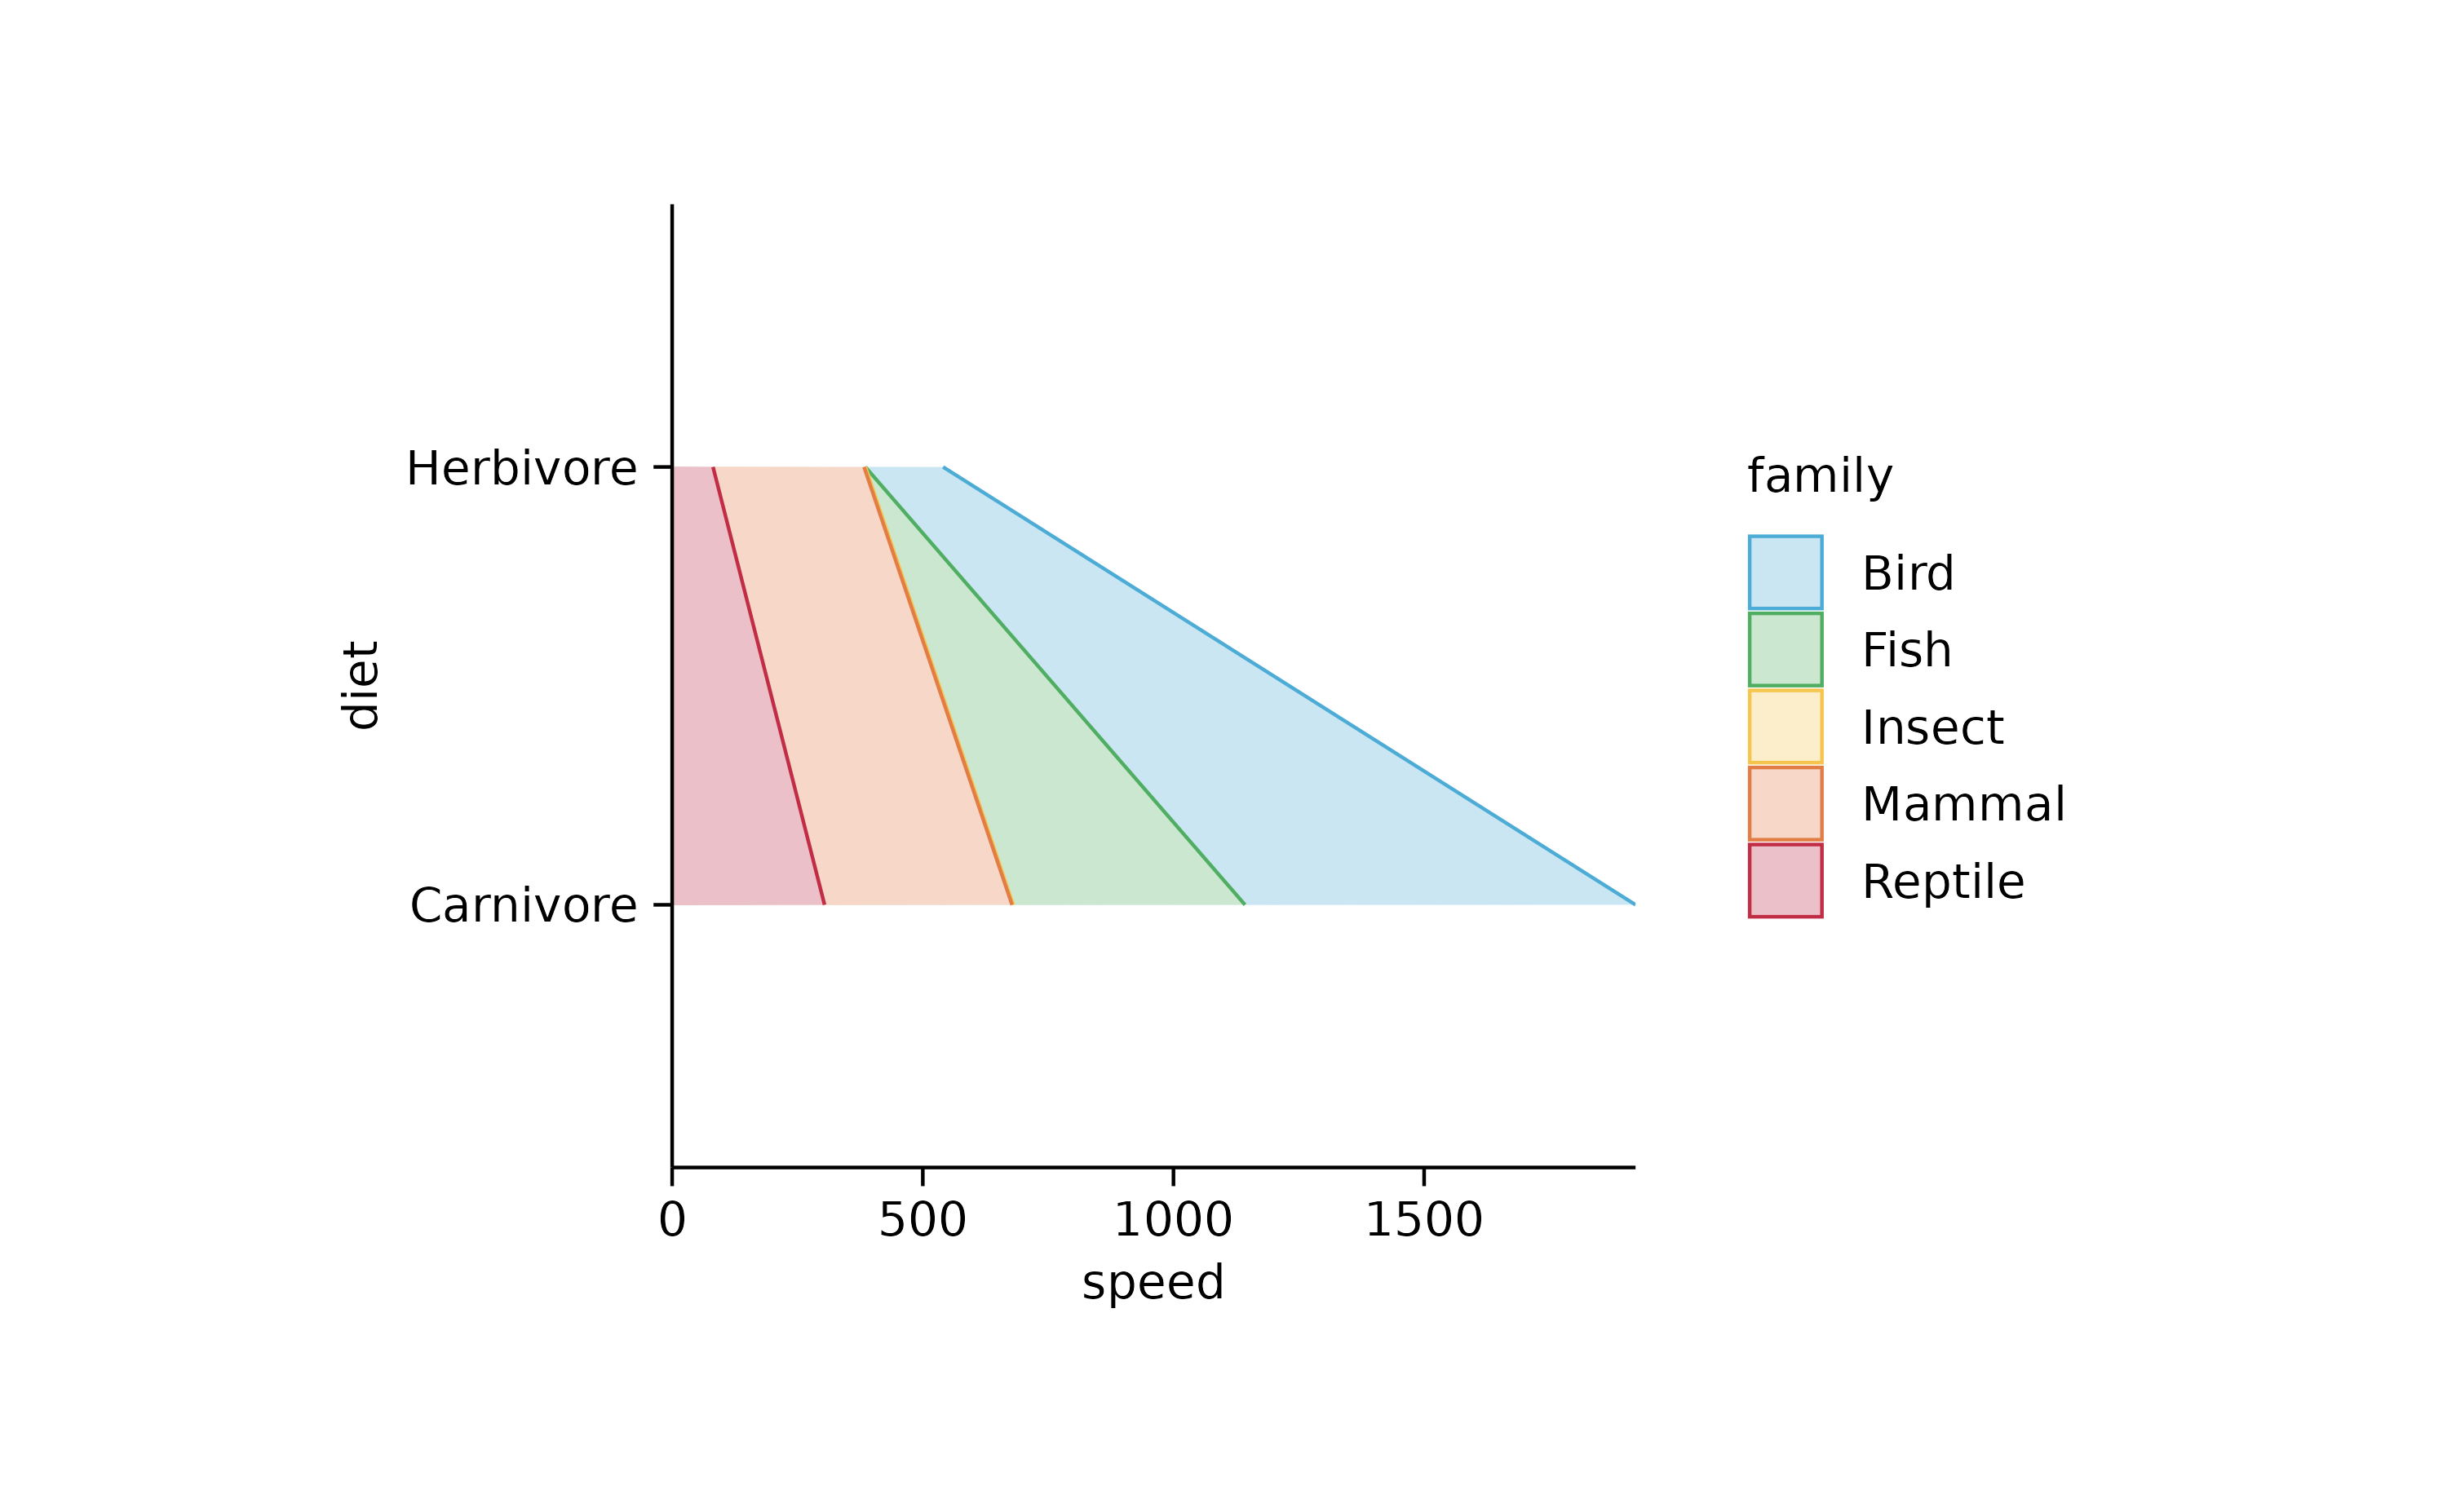 Herbivore
Carnivore
diet
0 500 1000 1500
speed
family
Bird
Fish
Insect
Mammal
Reptile